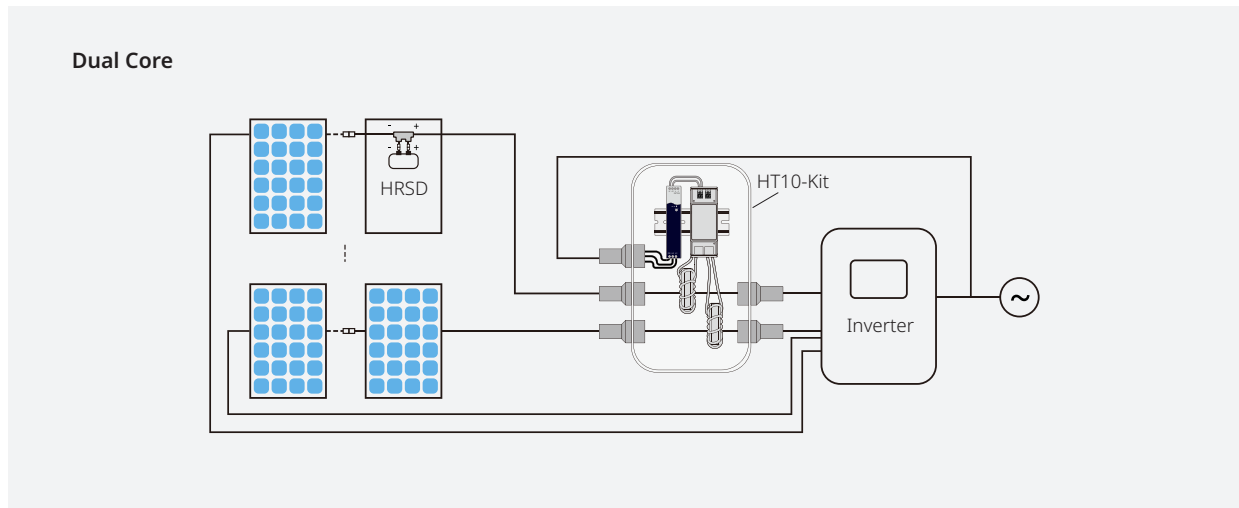 Dual Core
- +
- +
HRSD
HT10-Kit
Inverter
~